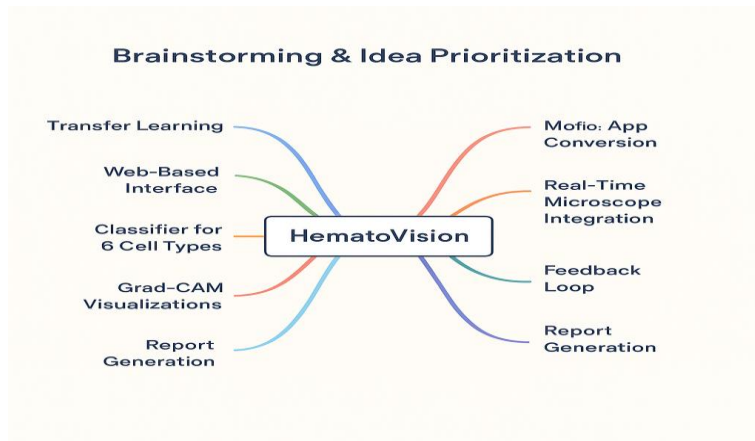 Brainstorming & Idea Prioritization
Transfer Learning
Web-Based
Interface
Classifier for
6 Cell Types
Grad-CAM
Visualizations
Report
Generation
HematoVision
Mofio: App
Conversion
Real-Time
Microscope
Integration
Feedback
Loop
Report
Generation